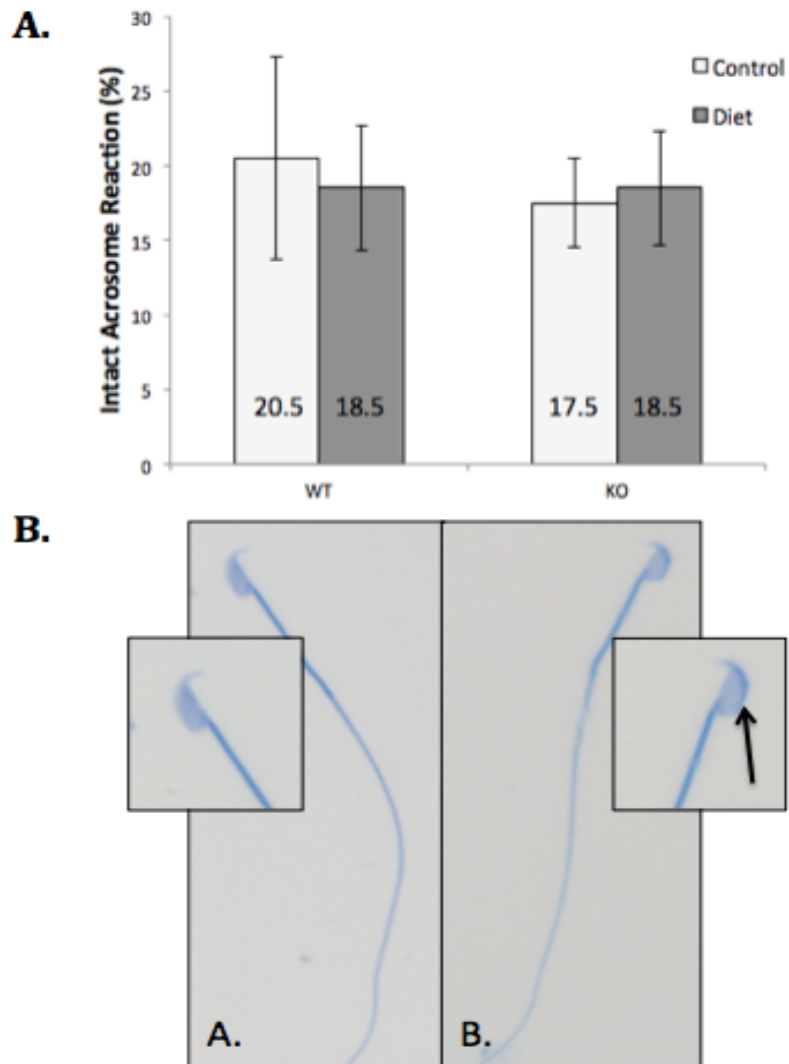 A.
Intact Acrosome Reaction (%)
30
25
20
15
10
5
0
Control
Diet
20.5 18.5 17.5 18.5
WT KO
B.
A. B.